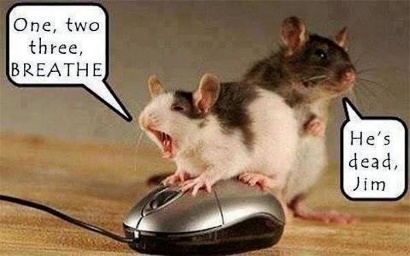 One, two
three,
BREATHE
He's
dead,
Jim